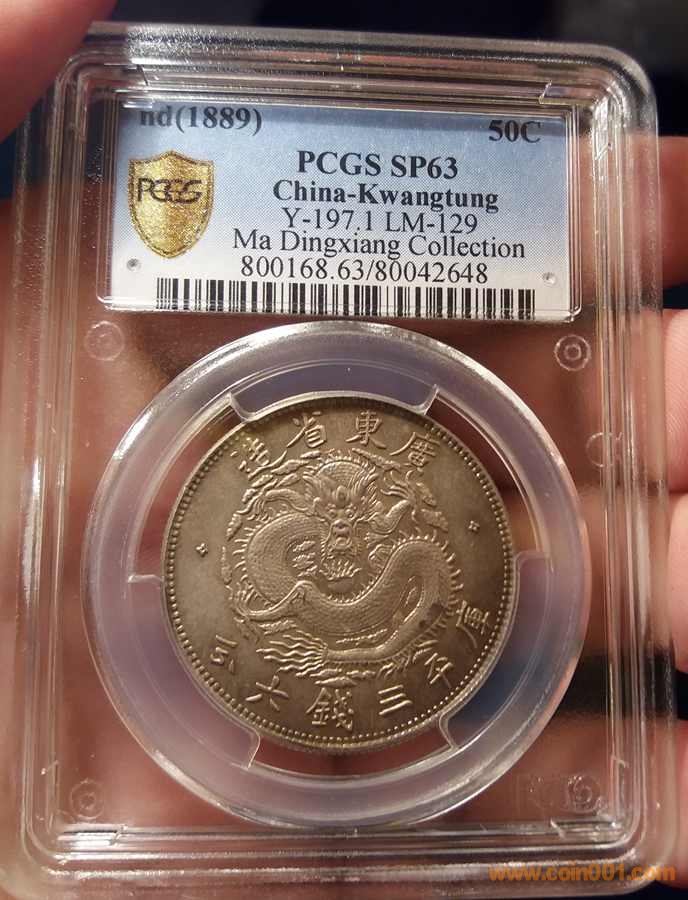 nd(1889) 50C
PCGS SP63
China-Kwangtung
Y-197.1 LM-129
Ma Dingxiang Collection
800168.63/80042648
PCGS
廣東省造
庫平三錢六分
www.coin001.com